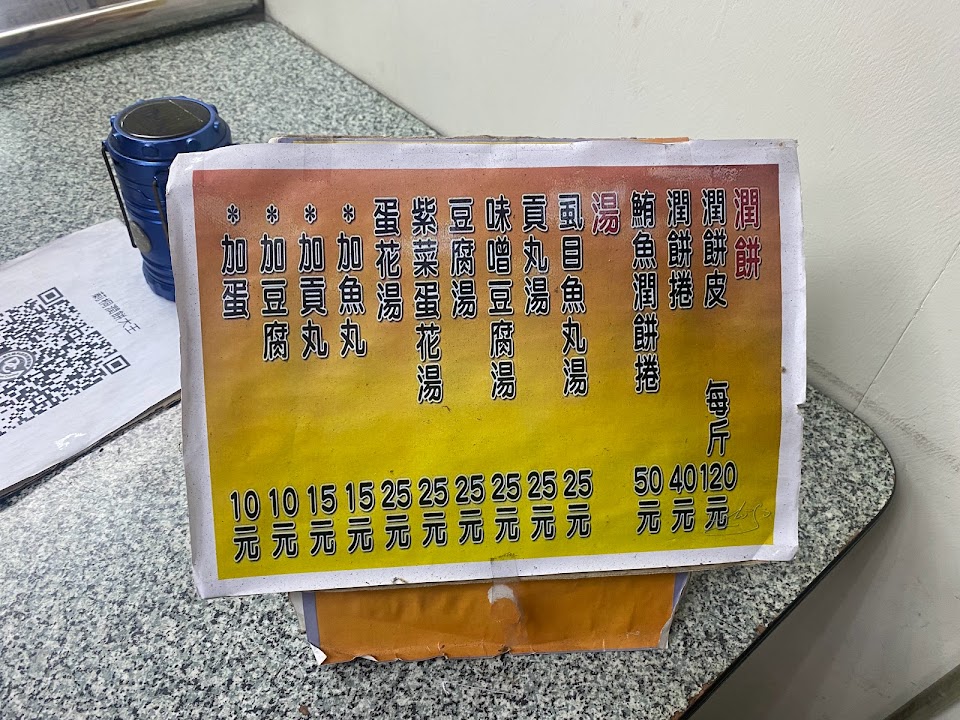 潤餅
潤餅皮 每斤 120元
潤餅捲 40元
鮪魚潤餅捲 50元
湯
虱目魚丸湯 25元
貢丸湯 25元
味噌豆腐湯 25元
豆腐湯 25元
紫菜蛋花湯 25元
蛋花湯 25元
*加魚丸 15元
*加貢丸 15元
*加豆腐 10元
*加蛋 10元